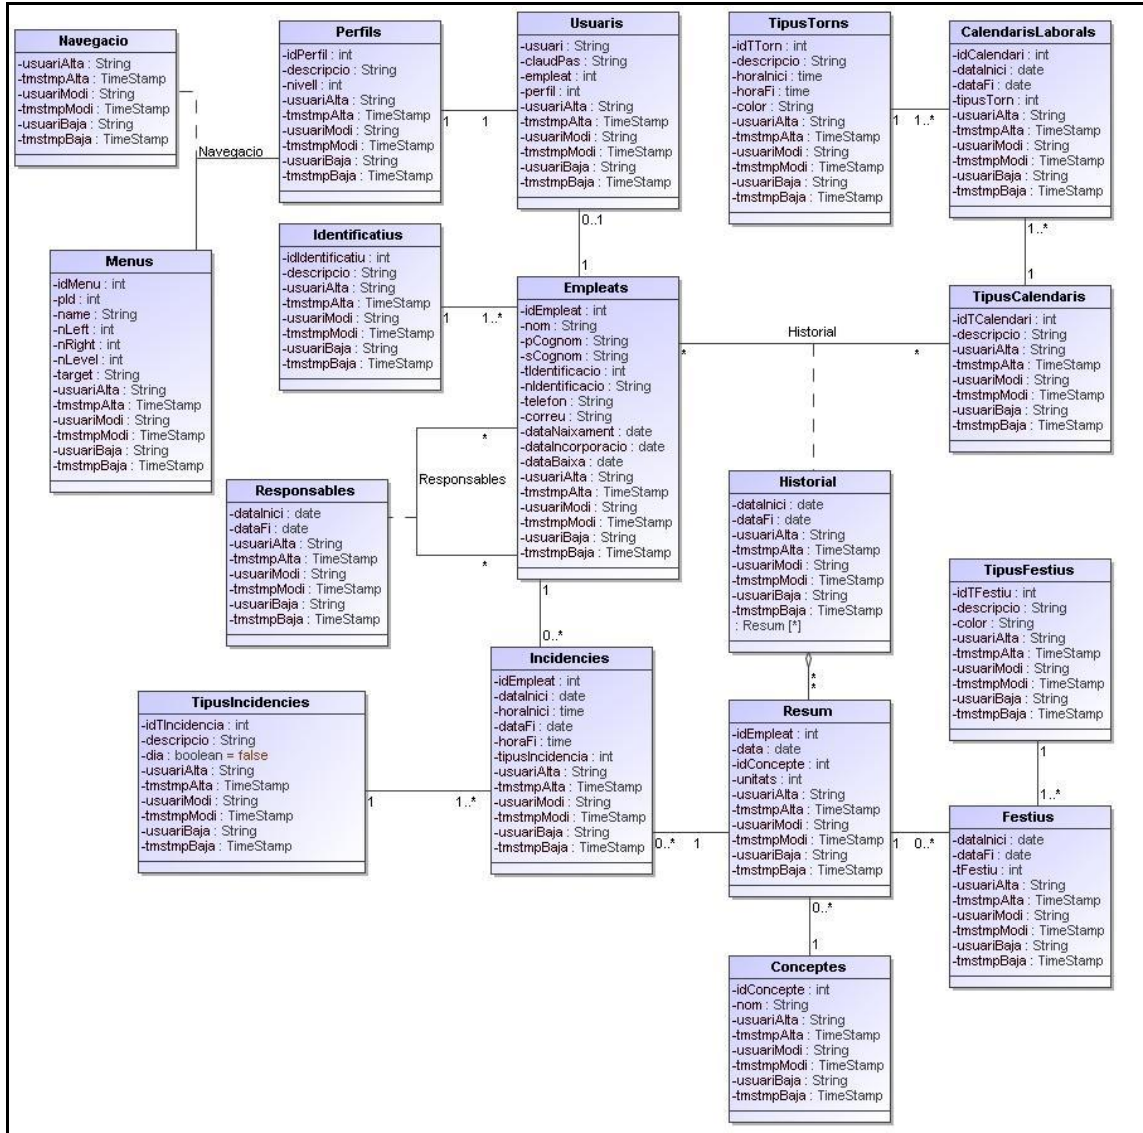 Navegacio
-usuariAlta : String
-tmstmpAlta : TimeStamp
-usuariModi : String
-tmstmpModi : TimeStamp
-usuariBaja : String
-tmstmpBaja : TimeStamp
Perfils
-idPerfil : int
-descripcio : String
-nivell : int
-usuariAlta : String
-tmstmpAlta : TimeStamp
-usuariModi : String
-tmstmpModi : TimeStamp
-usuariBaja : String
-tmstmpBaja : TimeStamp
Usuaris
-usuari : String
-claudPas : String
-empleat : int
-perfil : int
-usuariAlta : String
-tmstmpAlta : TimeStamp
-usuariModi : String
-tmstmpModi : TimeStamp
-usuariBaja : String
-tmstmpBaja : TimeStamp
TipusTorns
-idTTorn : int
-descripcio : String
-horaInici : time
-horaFi : time
-color : String
-usuariAlta : String
-tmstmpAlta : TimeStamp
-usuariModi : String
-tmstmpModi : TimeStamp
-usuariBaja : String
-tmstmpBaja : TimeStamp
CalendarisLaborals
-idCalendari : int
-dataInici : date
-dataFi : date
-tipusTorn : int
-usuariAlta : String
-tmstmpAlta : TimeStamp
-usuariModi : String
-tmstmpModi : TimeStamp
-usuariBaja : String
-tmstmpBaja : TimeStamp
1 1
1 1..*
Navegacio
0..1
1
1..*
1
Menus
-idMenu : int
-pId : int
-name : String
-nLeft : int
-nRight : int
-nLevel : int
-target : String
-usuariAlta : String
-tmstmpAlta : TimeStamp
-usuariModi : String
-tmstmpModi : TimeStamp
-usuariBaja : String
-tmstmpBaja : TimeStamp
Identificatius
-idIdentificatiu : int
-descripcio : String
-usuariAlta : String
-tmstmpAlta : TimeStamp
-usuariModi : String
-tmstmpModi : TimeStamp
-usuariBaja : String
-tmstmpBaja : TimeStamp
1 1..*
Empleats
-idEmpleat : int
-nom : String
-pCognom : String
-sCognom : String
-tIdentificacio : int
-nIdentificacio : String
-telefon : String
-correu : String
-dataNaixament : date
-dataIncorporacio : date
-dataBaixa : date
-usuariAlta : String
-tmstmpAlta : TimeStamp
-usuariModi : String
-tmstmpModi : TimeStamp
-usuariBaja : String
-tmstmpBaja : TimeStamp
Historial
* *
TipusCalendaris
-idTCalendari : int
-descripcio : String
-usuariAlta : String
-tmstmpAlta : TimeStamp
-usuariModi : String
-tmstmpModi : TimeStamp
-usuariBaja : String
-tmstmpBaja : TimeStamp
*
Responsables
*
Responsables
-dataInici : date
-dataFi : date
-usuariAlta : String
-tmstmpAlta : TimeStamp
-usuariModi : String
-tmstmpModi : TimeStamp
-usuariBaja : String
-tmstmpBaja : TimeStamp
Historial
-dataInici : date
-dataFi : date
-usuariAlta : String
-tmstmpAlta : TimeStamp
-usuariModi : String
-tmstmpModi : TimeStamp
-usuariBaja : String
-tmstmpBaja : TimeStamp
: Resum [*]
TipusFestius
-idTFestiu : int
-descripcio : String
-color : String
-usuariAlta : String
-tmstmpAlta : TimeStamp
-usuariModi : String
-tmstmpModi : TimeStamp
-usuariBaja : String
-tmstmpBaja : TimeStamp
1
0..*
*
*
1
1..*
TipusIncidencies
-idTIncidencia : int
-descripcio : String
-dia : boolean = false
-usuariAlta : String
-tmstmpAlta : TimeStamp
-usuariModi : String
-tmstmpModi : TimeStamp
-usuariBaja : String
-tmstmpBaja : TimeStamp
1 1..*
Incidencies
-idEmpleat : int
-dataInici : date
-horaInici : time
-dataFi : date
-horaFi : time
-tipusIncidencia : int
-usuariAlta : String
-tmstmpAlta : TimeStamp
-usuariModi : String
-tmstmpModi : TimeStamp
-usuariBaja : String
-tmstmpBaja : TimeStamp
0..* 1
Resum
-idEmpleat : int
-data : date
-idConcepte : int
-unitats : int
-usuariAlta : String
-tmstmpAlta : TimeStamp
-usuariModi : String
-tmstmpModi : TimeStamp
-usuariBaja : String
-tmstmpBaja : TimeStamp
1 0..*
Festius
-dataInici : date
-dataFi : date
-tFestiu : int
-usuariAlta : String
-tmstmpAlta : TimeStamp
-usuariModi : String
-tmstmpModi : TimeStamp
-usuariBaja : String
-tmstmpBaja : TimeStamp
0..*
1
Conceptes
-idConcepte : int
-nom : String
-usuariAlta : String
-tmstmpAlta : TimeStamp
-usuariModi : String
-tmstmpModi : TimeStamp
-usuariBaja : String
-tmstmpBaja : TimeStamp